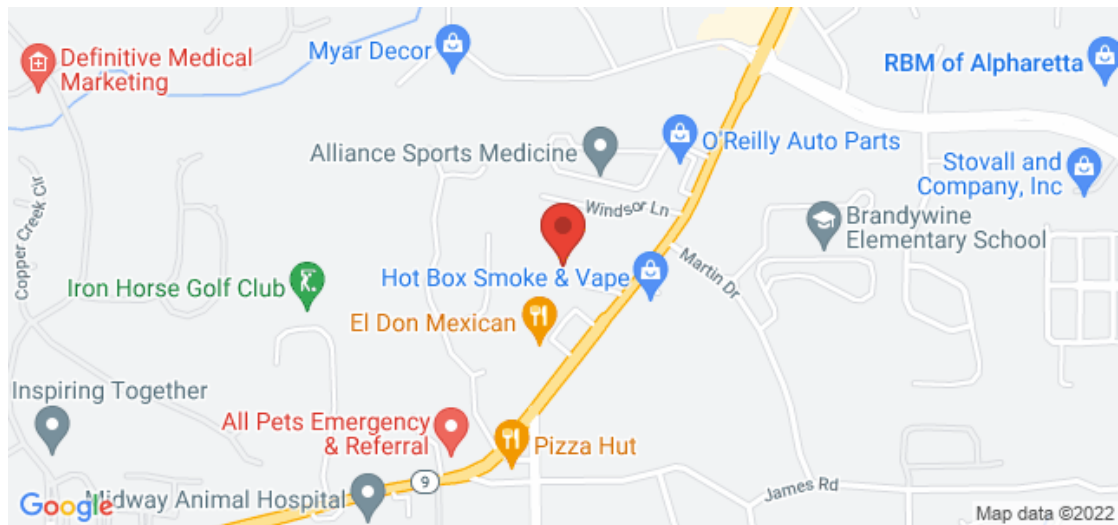 Definitive Medical
Marketing
Myar Decor
RBM of Alpharetta
O'Reilly Auto Parts
Alliance Sports Medicine
Stovall and
Company, Inc
Copper Creek Cir
Windsor Ln
Brandywine
Elementary School
Martin Dr
Hot Box Smoke & Vape
Iron Horse Golf Club
El Don Mexican
Inspiring Together
All Pets Emergency
& Referral
Pizza Hut
9
James Rd
Midway Animal Hospital
Google
Map data ©2022